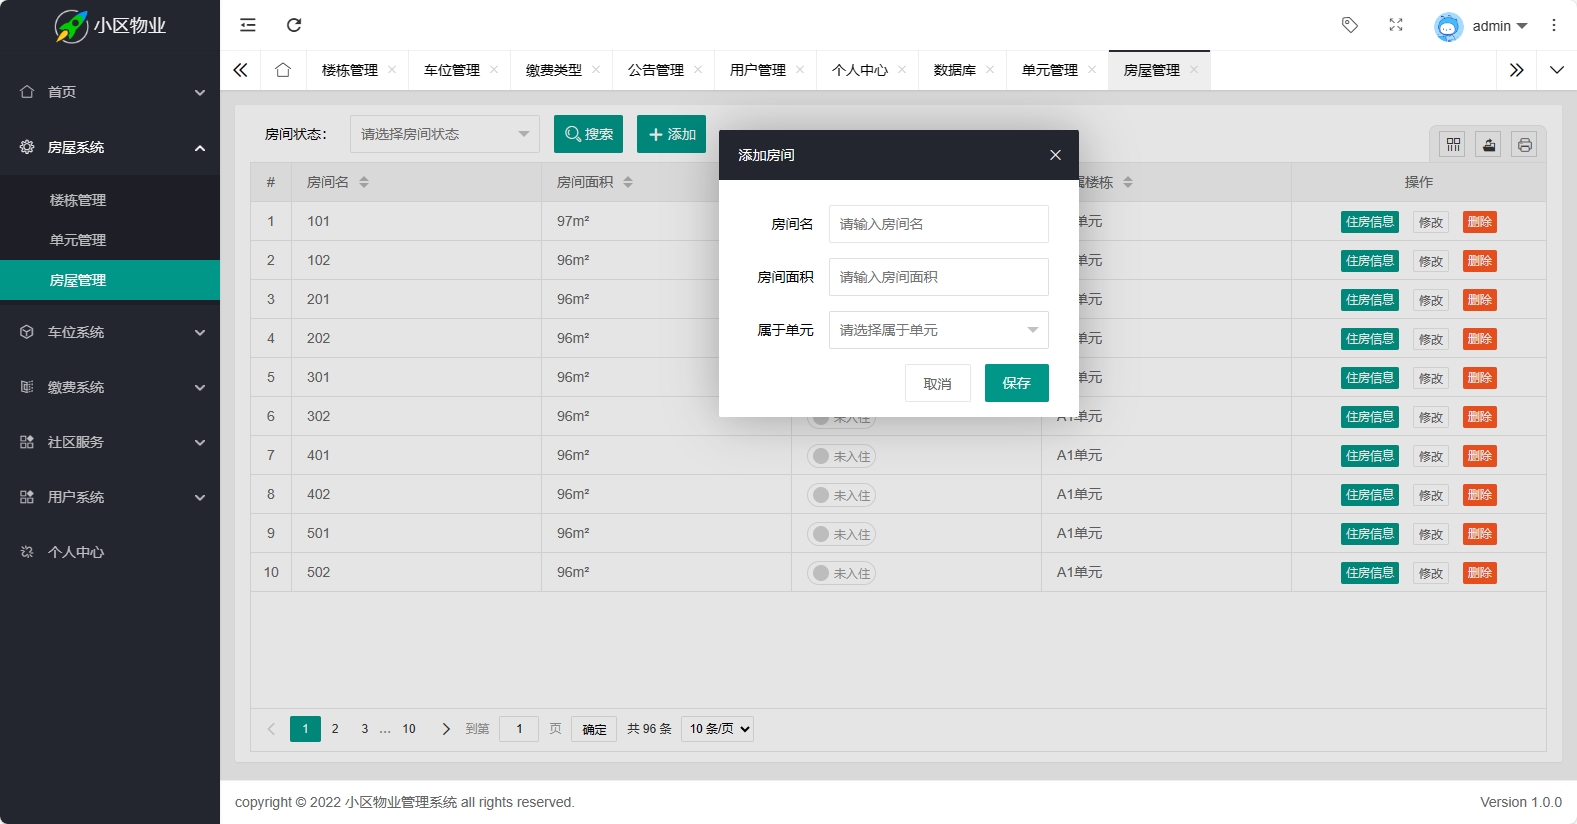 小区物业
admin
楼栋管理 车位管理 缴费类型 公告管理 用户管理 个人中心 数据库 单元管理 房屋管理
首页
房屋系统
楼栋管理
单元管理
房屋管理
车位系统
缴费系统
社区服务
用户系统
个人中心
房间状态: 请选择房间状态 搜索 添加
# 房间名 房间面积 属楼栋 操作
1 101 97m² 单元 住房信息 修改 删除
2 102 96m² 单元 住房信息 修改 删除
3 201 96m² 单元 住房信息 修改 删除
4 202 96m² 单元 住房信息 修改 删除
5 301 96m² 单元 住房信息 修改 删除
6 302 96m² 未入住 A1单元 住房信息 修改 删除
7 401 96m² 未入住 A1单元 住房信息 修改 删除
8 402 96m² 未入住 A1单元 住房信息 修改 删除
9 501 96m² 未入住 A1单元 住房信息 修改 删除
10 502 96m² 未入住 A1单元 住房信息 修改 删除
添加房间
房间名 请输入房间名
房间面积 请输入房间面积
属于单元 请选择属于单元
取消 保存
1 2 3 … 10 到第 1 页 确定 共 96 条 10 条/页
copyright © 2022 小区物业管理系统 all rights reserved. Version 1.0.0